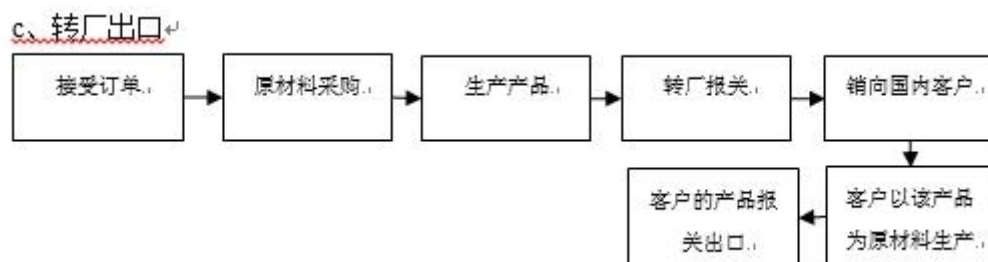 c、转厂出口
接受订单
原材料采购
生产产品
转厂报关
销向国内客户
客户以该产品
为原材料生产
客户的产品报
关出口